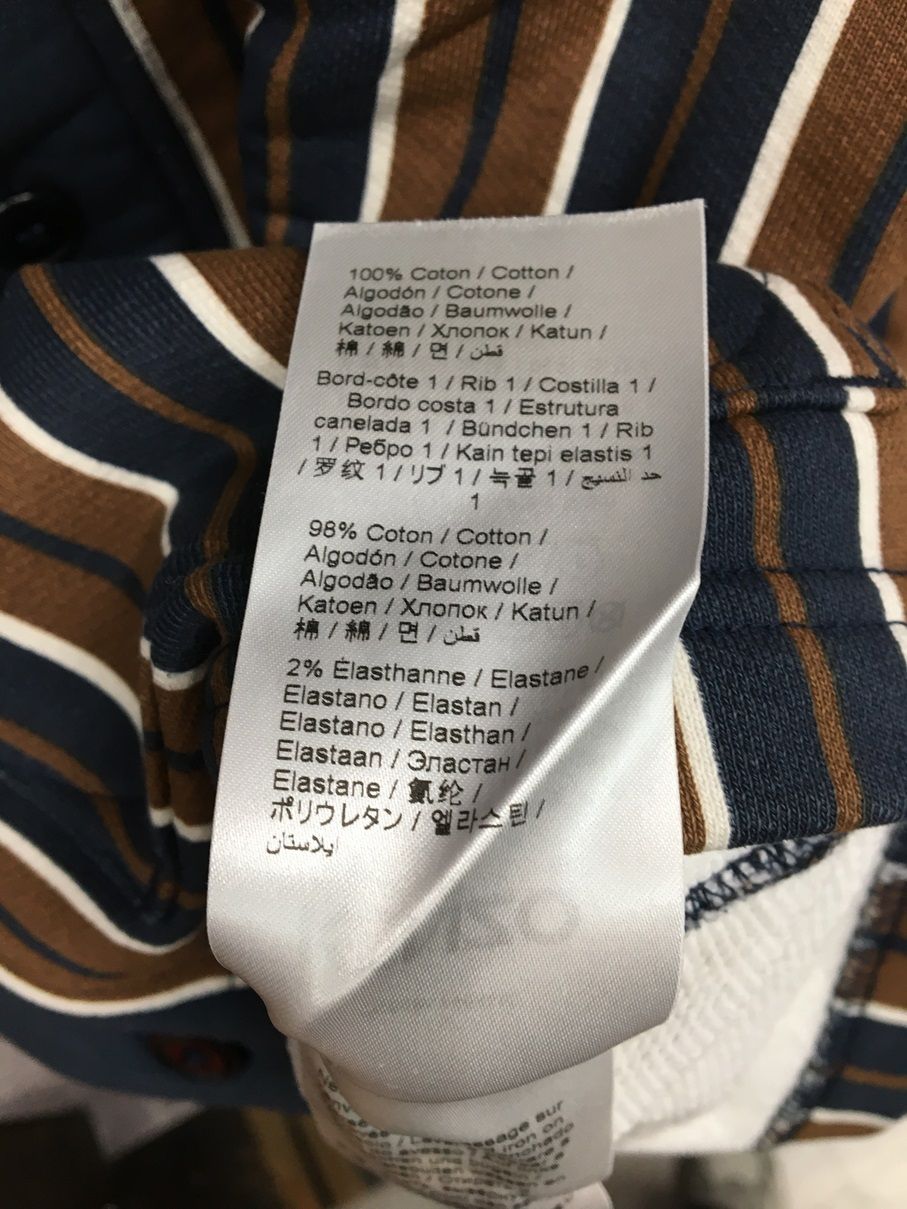 100% Coton / Cotton /
Algodón / Cotone /
Algodão / Baumwolle /
Katoen / Хлопок / Katun /
棉 / 綿 / 면 / قطن
Bord-côte 1 / Rib 1 / Costilla 1 /
Bordo costa 1 / Estrutura
canelada 1 / Bündchen 1 / Rib
1 / Ребро 1 / Kain tepi elastis 1
/ 罗纹 1 / リブ 1 / 녹골 1 / حد النسيج
1
98% Coton / Cotton /
Algodón / Cotone /
Algodão / Baumwolle /
Katoen / Хлопок / Katun /
棉 / 綿 / 면 / قطن
2% Élasthanne / Elastane /
Elastano / Elastan /
Elastano / Elasthan /
Elastaan / Эластан /
Elastane / 氨纶 /
ポリウレタン / 엘라스틴 /
ايلاستان
sur
iron on